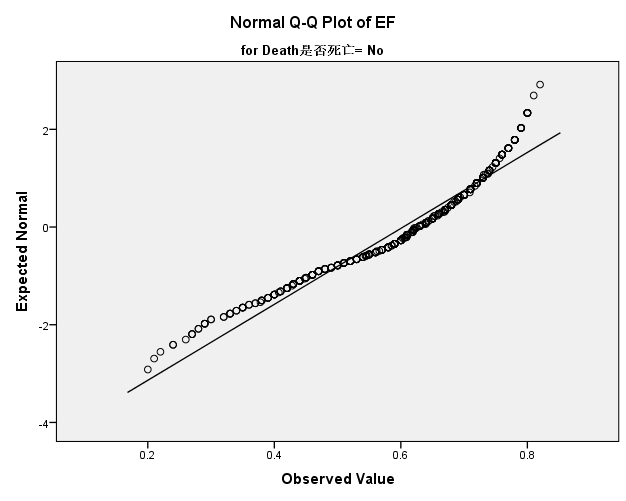 Normal Q-Q Plot of EF
for Death是否死亡= No
Expected Normal
2
0
-2
-4
0.2 0.4 0.6 0.8
Observed Value